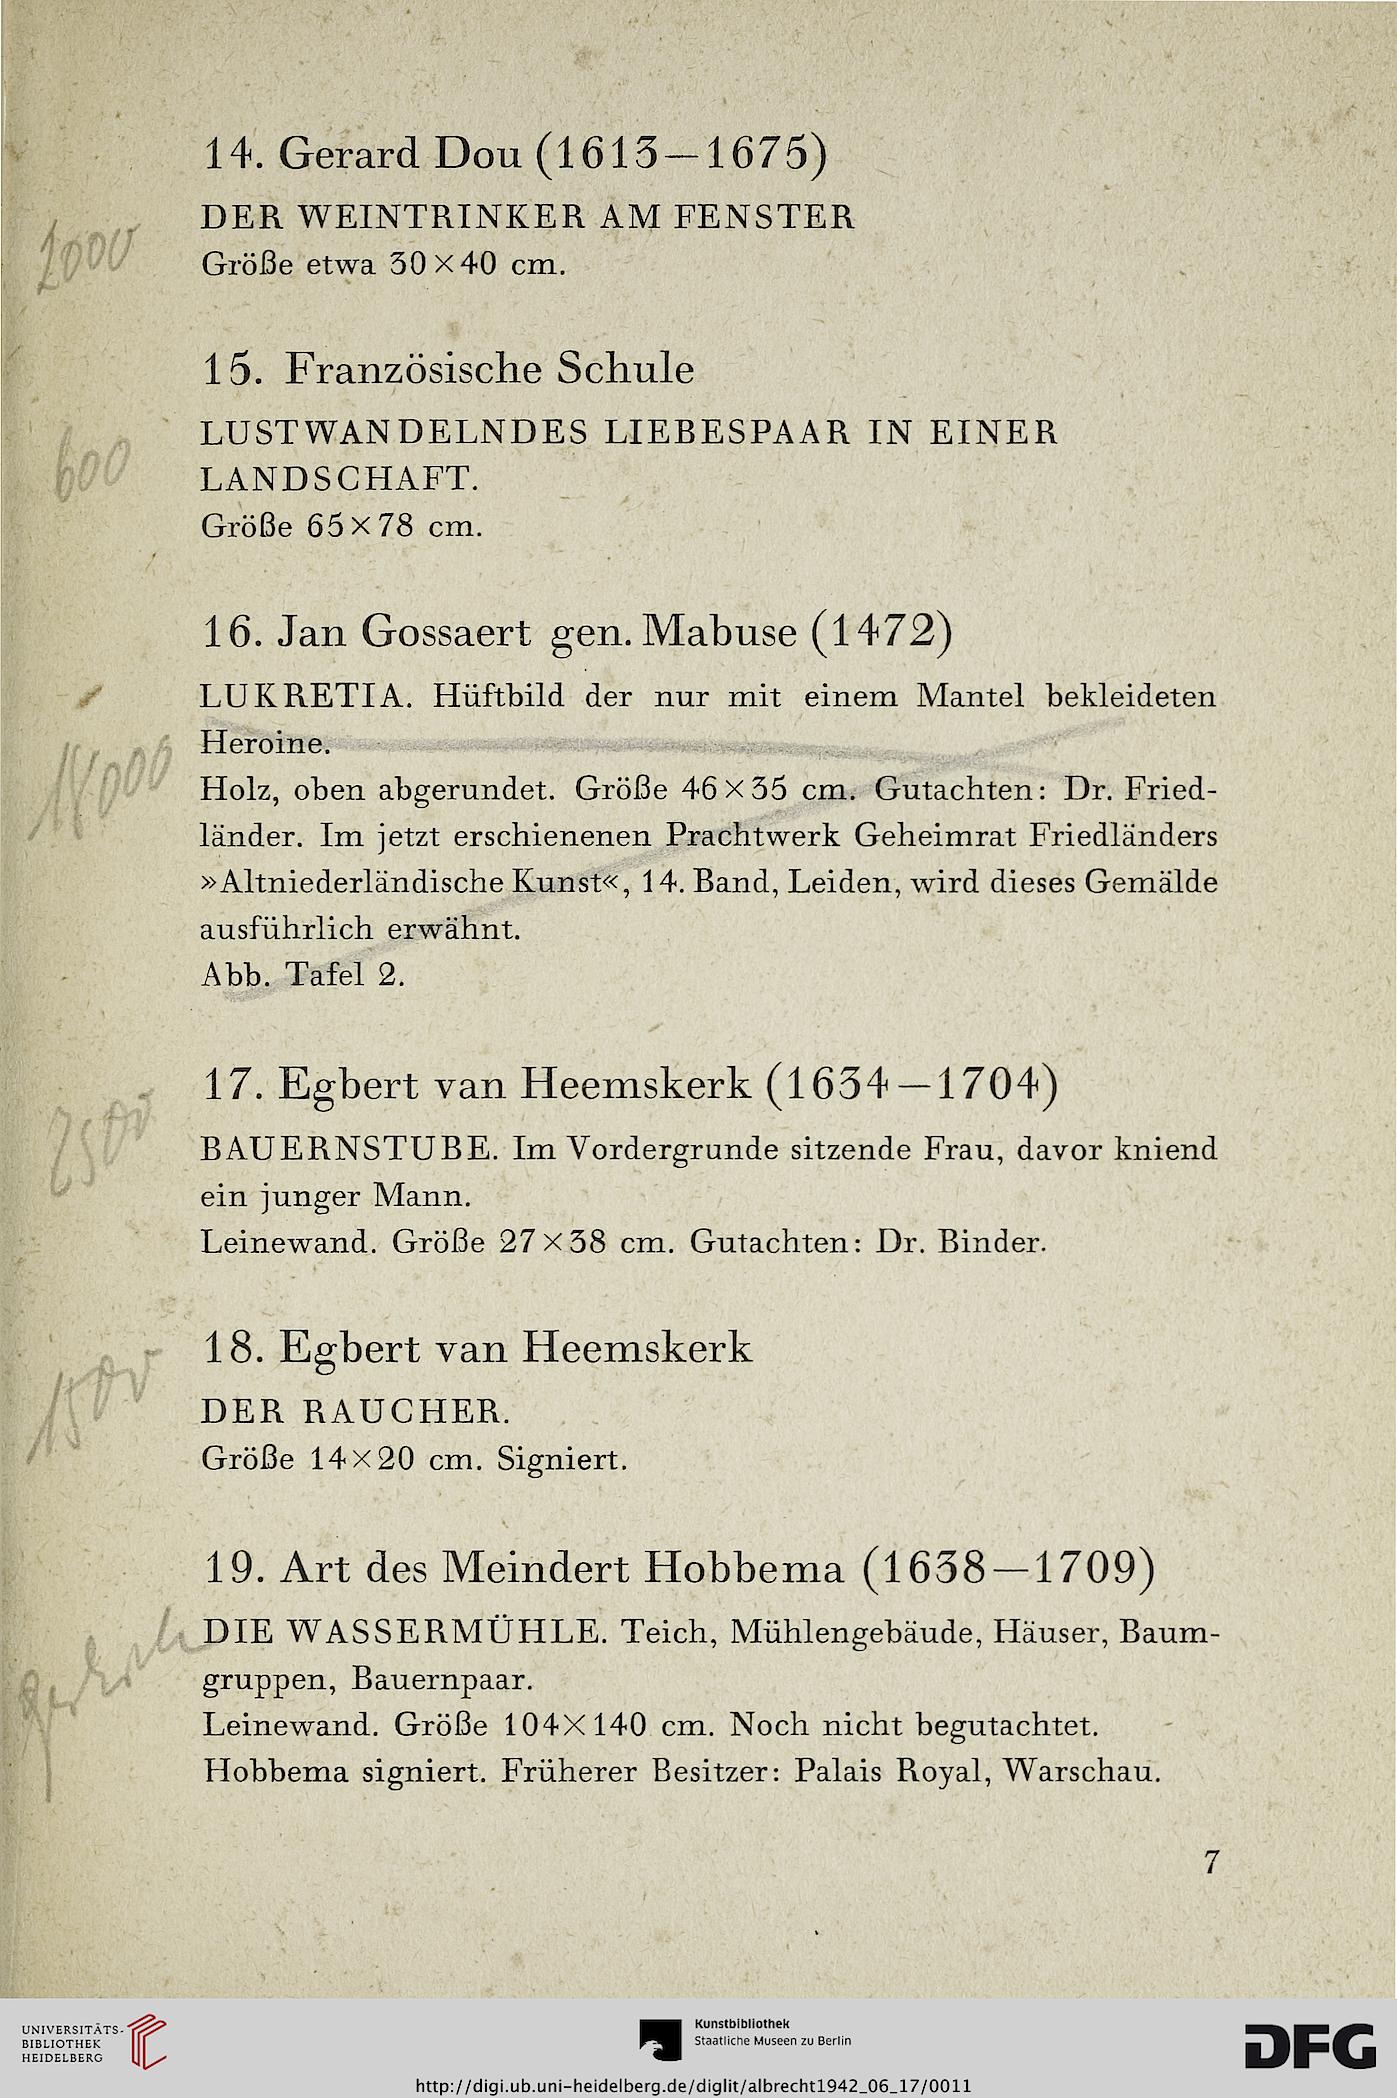 14. Gerard Dou (1613—1675)
DER WEINTRINKER AM FENSTER
2000
Größe etwa 30×40 cm.
15. Französische Schule
LUSTWANDELNDES LIEBESPAAR IN EINER
600
LANDSCHAFT.
Größe 65×78 cm.
16. Jan Gossaert gen. Mabuse (1472)
LUKRETIA. Hüftbild der nur mit einem Mantel bekleideten
Heroine.
Holz, oben abgerundet. Größe 46×35 cm. Gutachten: Dr. Fried-
länder. Im jetzt erschienenen Prachtwerk Geheimrat Friedländers
»Altniederländische Kunst«, 14. Band, Leiden, wird dieses Gemälde
ausführlich erwähnt.
Abb. Tafel 2.
17. Egbert van Heemskerk (1634—1704)
2500
BAUERNSTUBE. Im Vordergrunde sitzende Frau, davor kniend
ein junger Mann.
Leinewand. Größe 27×38 cm. Gutachten: Dr. Binder.
18. Egbert van Heemskerk
1500
DER RAUCHER.
Größe 14×20 cm. Signiert.
19. Art des Meindert Hobbema (1638—1709)
DIE WASSERMÜHLE. Teich, Mühlengebäude, Häuser, Baum-
gruppen, Bauernpaar.
Leinewand. Größe 104×140 cm. Noch nicht begutachtet.
Hobbema signiert. Früherer Besitzer: Palais Royal, Warschau.
7
UNIVERSITÄTS-
BIBLIOTHEK
HEIDELBERG
Kunstbibliothek
Staatliche Museen zu Berlin
DFG
http://digi.ub.uni-heidelberg.de/diglit/albrecht1942_06_17/0011